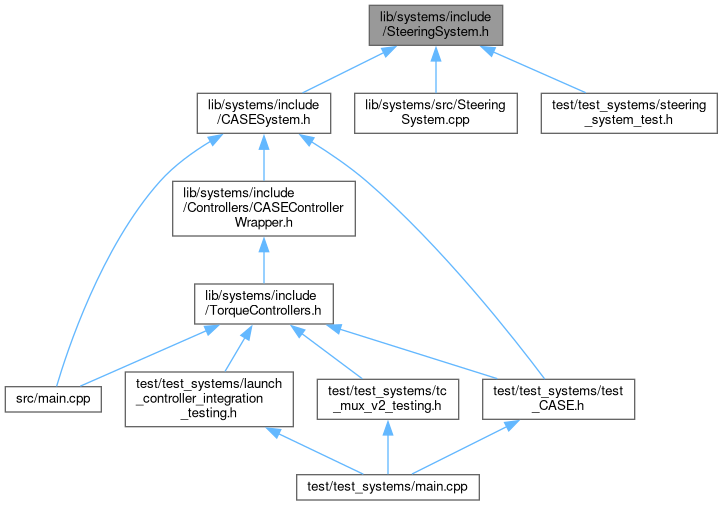 lib/systems/include
/SteeringSystem.h
lib/systems/include
/CASESystem.h
lib/systems/src/Steering
System.cpp
test/test_systems/steering
_system_test.h
lib/systems/include
/Controllers/CASEController
Wrapper.h
lib/systems/include
/TorqueControllers.h
src/main.cpp
test/test_systems/launch
_controller_integration
_testing.h
test/test_systems/tc
_mux_v2_testing.h
test/test_systems/test
_CASE.h
test/test_systems/main.cpp